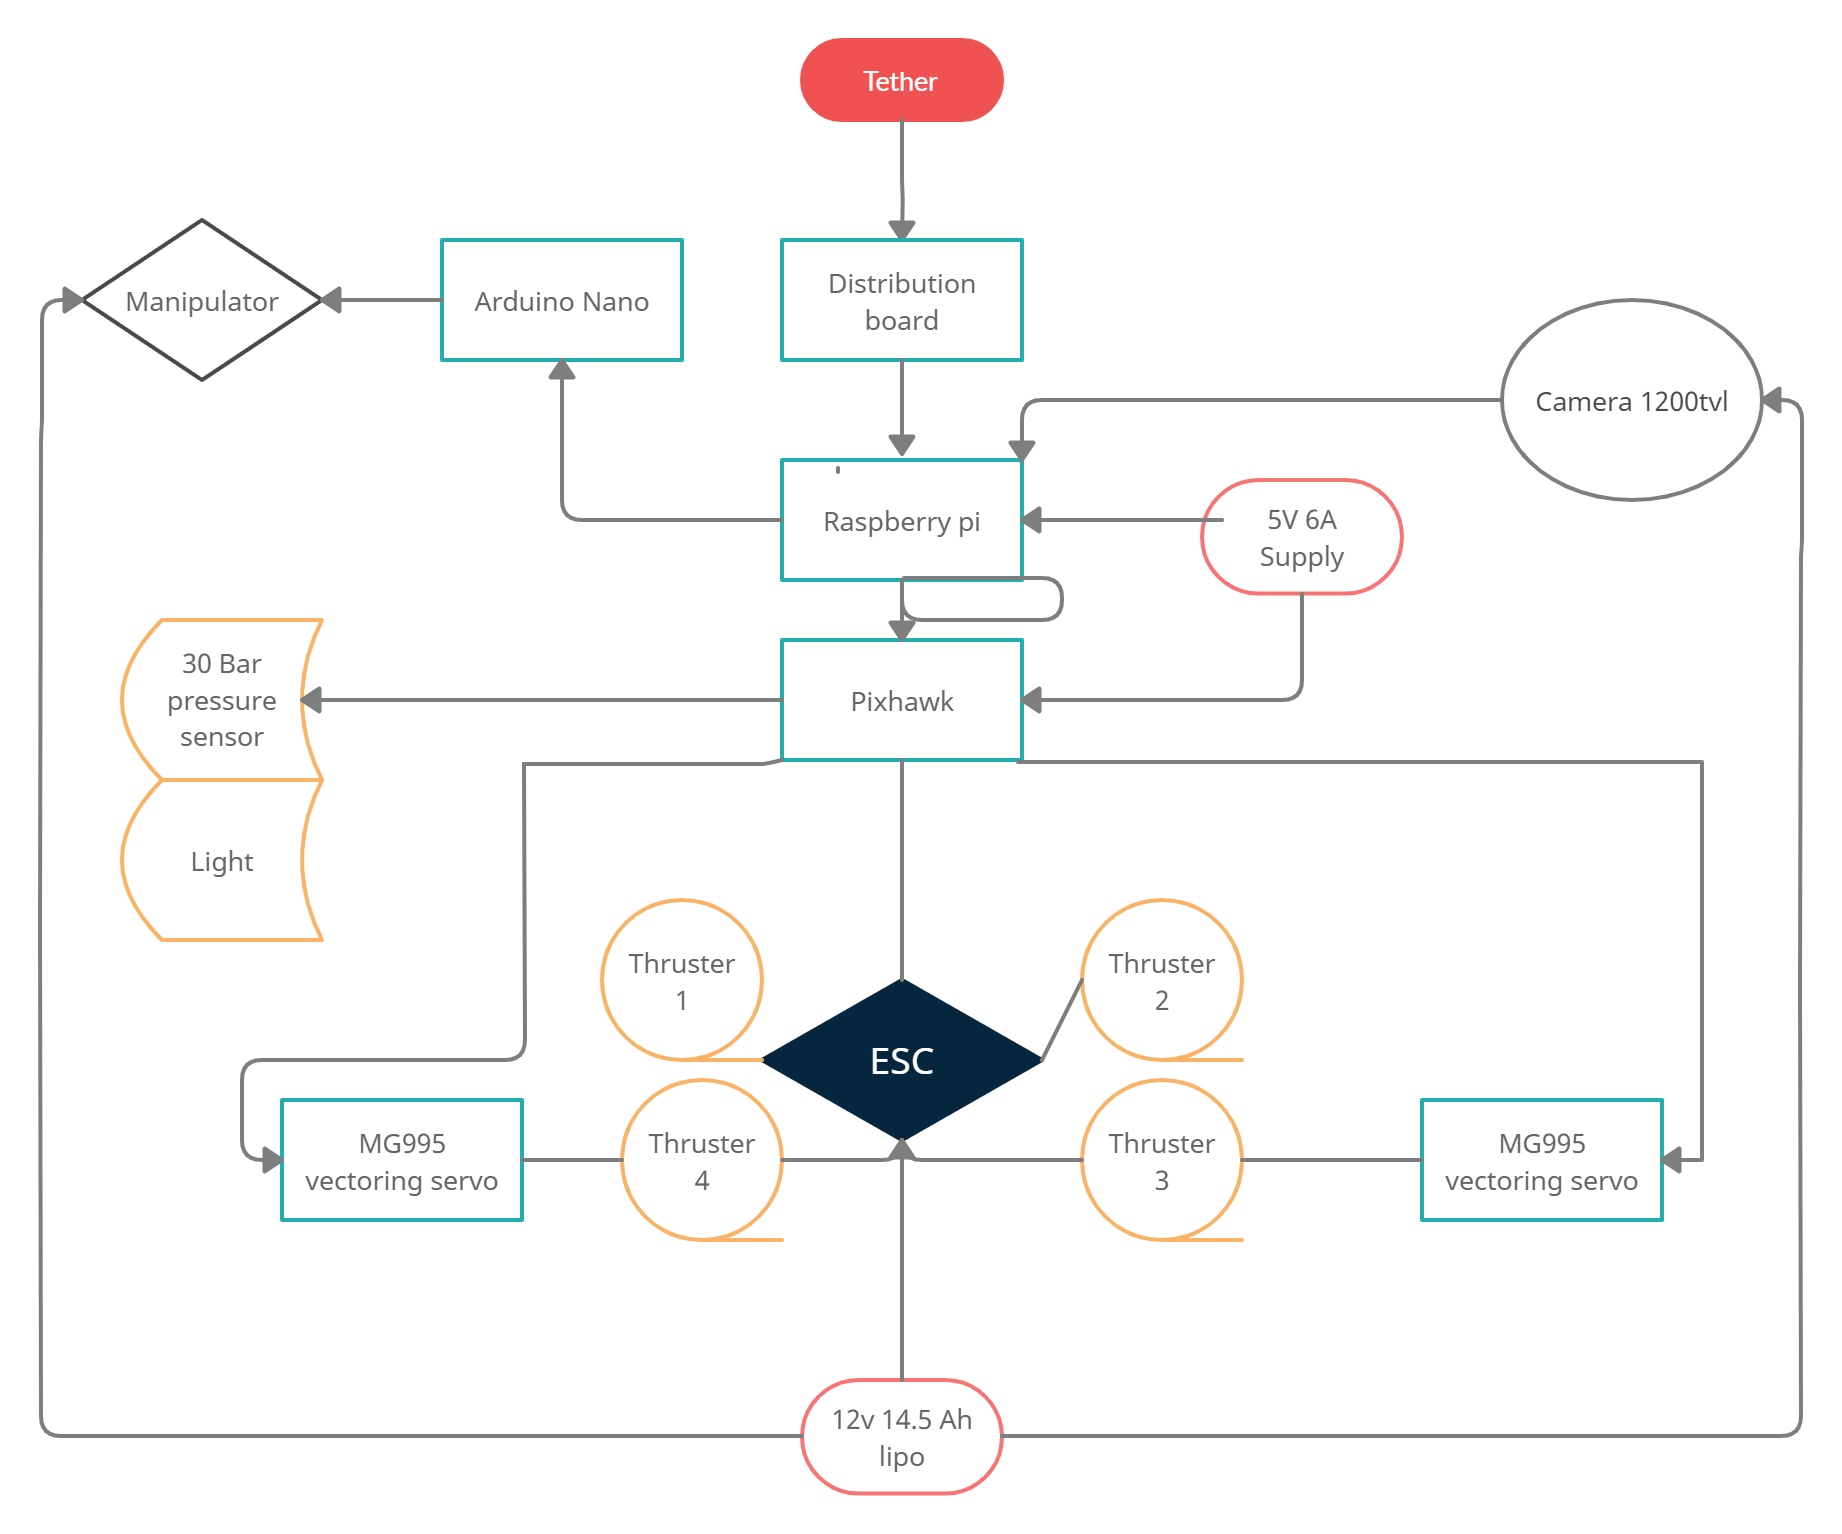 Tether
Manipulator
Arduino Nano
Distribution
board
Camera 1200tvl
Raspberry pi
5V 6A
Supply
30 Bar
pressure
sensor
Pixhawk
Light
Thruster
1
Thruster
2
ESC
MG995
vectoring servo
Thruster
4
Thruster
3
MG995
vectoring servo
12v 14.5 Ah
lipo